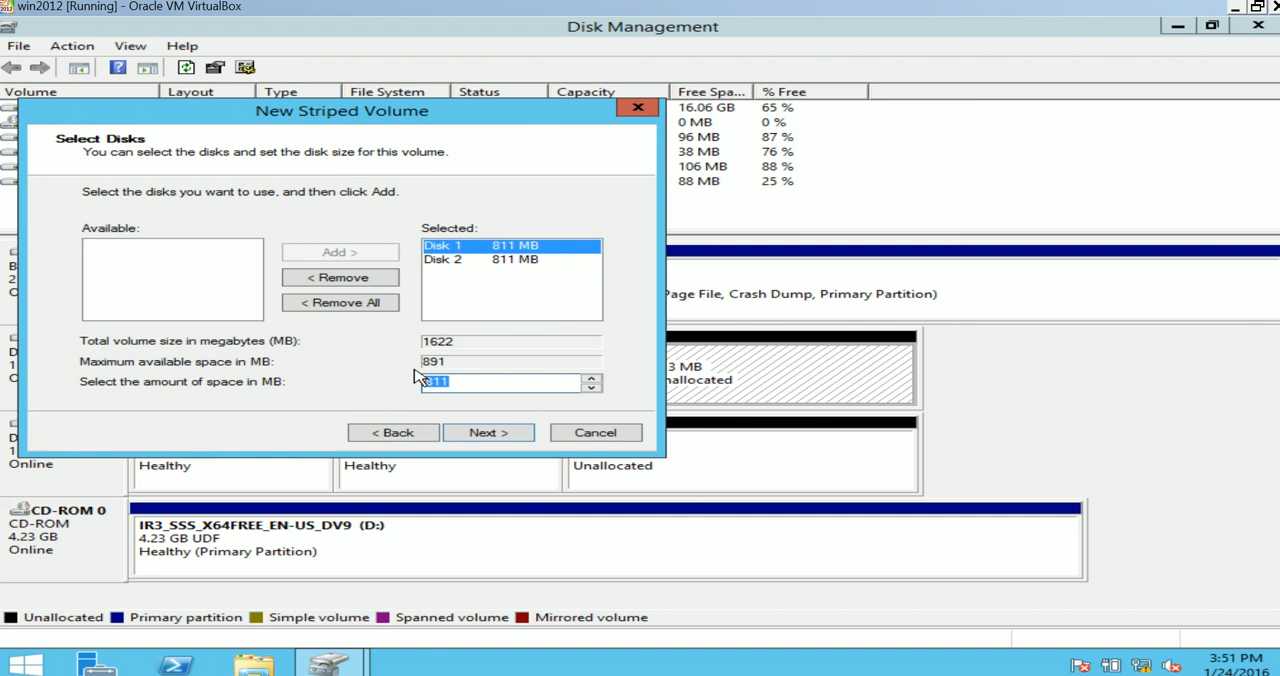 win2012 [Running] - Oracle VM VirtualBox
Disk Management
File Action View Help
Volume Layout Type File System Status Capacity Free Spa... % Free
16.06 GB 65 %
0 MB 0 %
96 MB 87 %
38 MB 76 %
106 MB 88 %
88 MB 25 %
New Striped Volume
Select Disks
You can select the disks and set the disk size for this volume.
Select the disks you want to use, and then click Add.
Available:
Selected:
Add >
< Remove
< Remove All
Disk 1 811 MB
Disk 2 811 MB
Total volume size in megabytes (MB): 1622
Maximum available space in MB: 891
Select the amount of space in MB: 811
< Back Next > Cancel
Page File, Crash Dump, Primary Partition)
3 MB
nallocated
Online
Healthy Healthy Unallocated
CD-ROM 0
CD-ROM
4.23 GB
Online
IR3_SSS_X64FREE_EN-US_DV9 (D:)
4.23 GB UDF
Healthy (Primary Partition)
Unallocated Primary partition Simple volume Spanned volume Mirrored volume
3:51 PM
1/24/2016